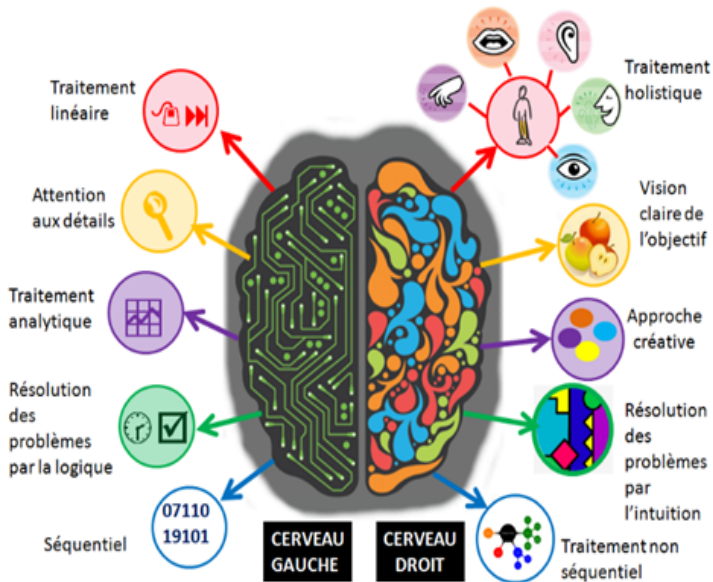 Traitement
linéaire
Attention
aux détails
Traitement
analytique
Résolution
des
problèmes
par la logique
Séquentiel
07110
19101
CERVEAU
GAUCHE
CERVEAU
DROIT
Traitement
holistique
Vision
claire de
l'objectif
Approche
créative
Résolution
des
problèmes
par
l'intuition
Traitement non
séquentiel